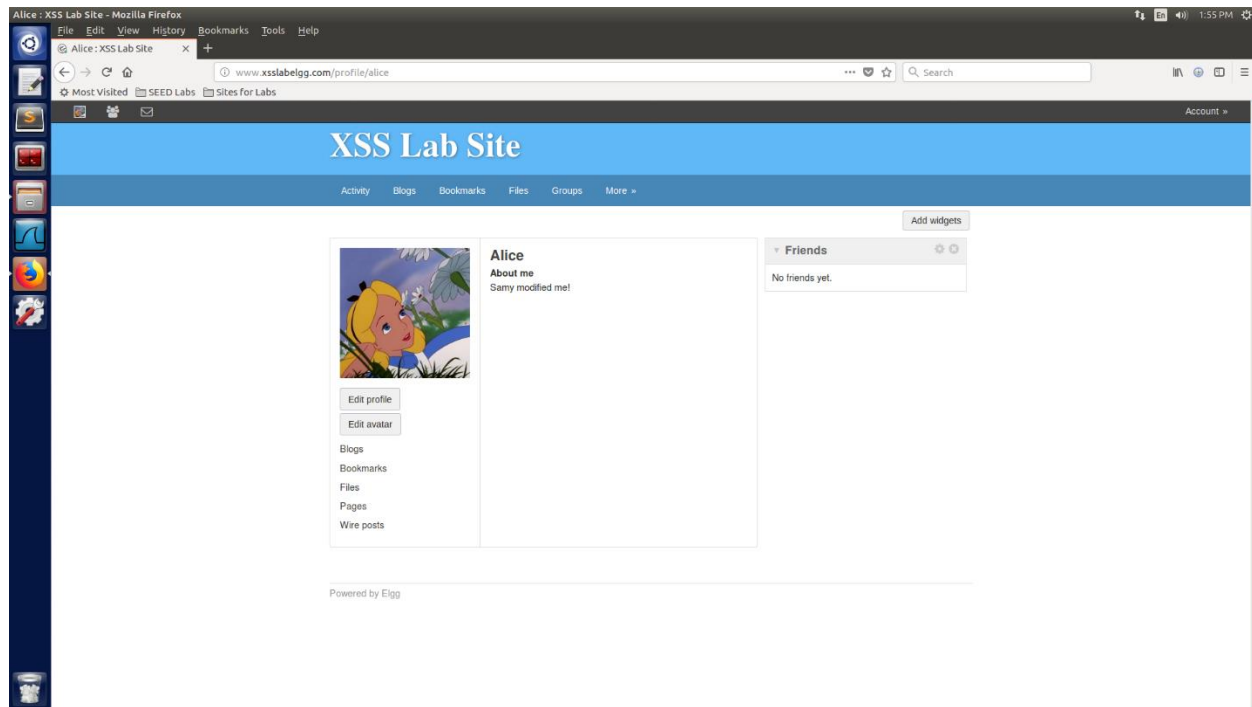 Alice : XSS Lab Site - Mozilla Firefox
En 1:55 PM
File Edit View History Bookmarks Tools Help
Alice : XSS Lab Site × +
www.xsslabelgg.com/profile/alice Search
Most Visited SEED Labs Sites for Labs
Account »
XSS Lab Site
Activity Blogs Bookmarks Files Groups More »
Add widgets
Alice
About me
Samy modified me!
Friends
No friends yet.
Edit profile
Edit avatar
Blogs
Bookmarks
Files
Pages
Wire posts
Powered by Elgg